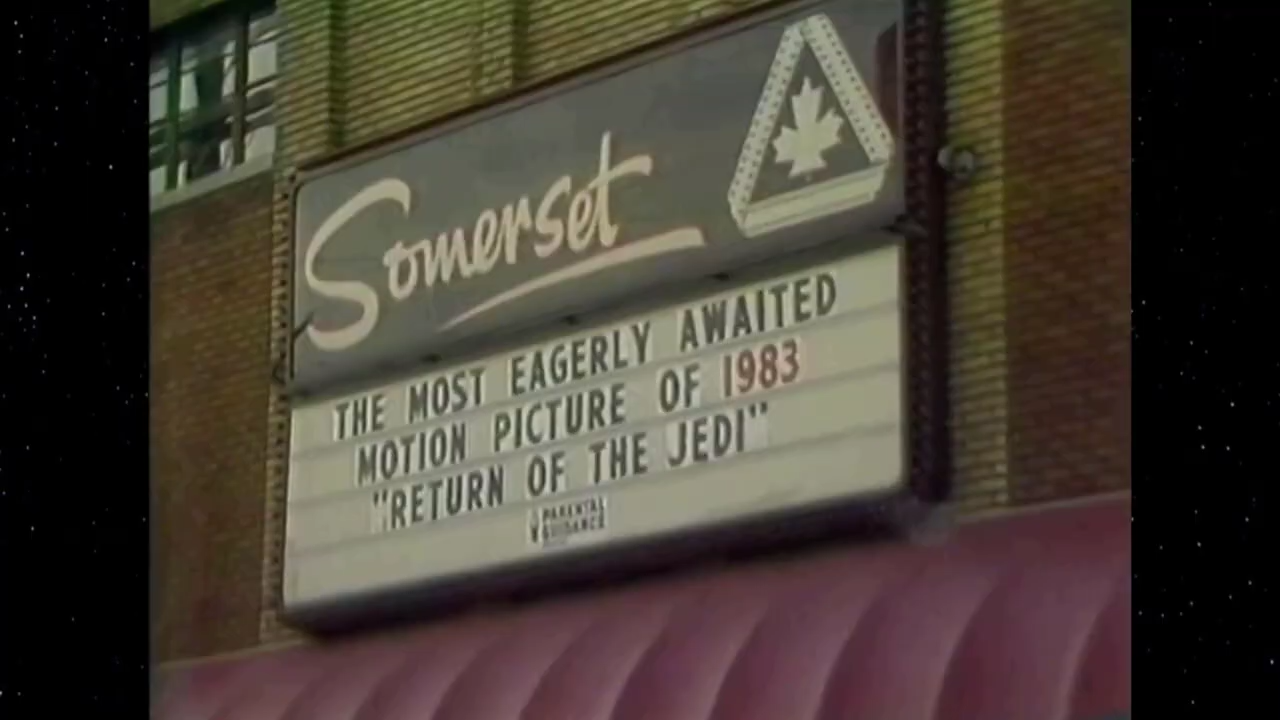 Somerset
THE MOST EAGERLY AWAITED
MOTION PICTURE OF 1983
"RETURN OF THE JEDI"
PARENTAL
GUIDANCE